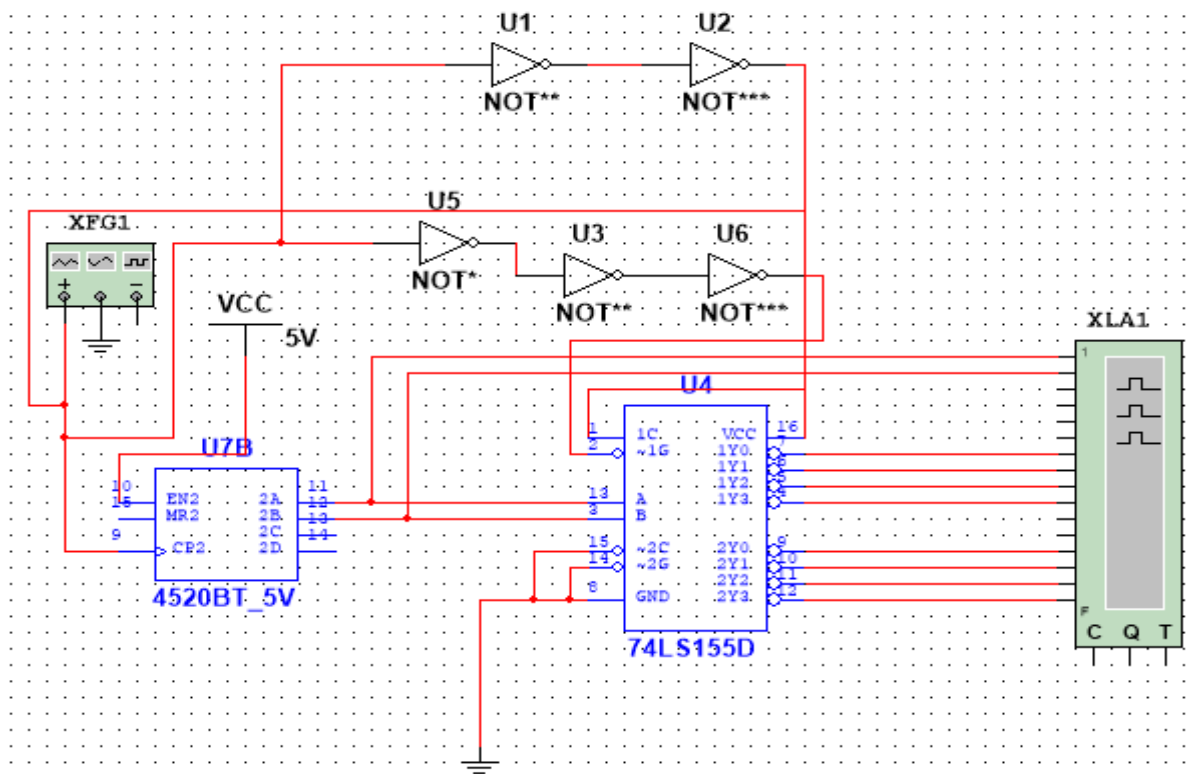 U1
U2
NOT**
NOT***
U5
XFG1
U3
U6
NOT*
NOT**
NOT***
+
−
VCC
5V
XLA1
1
U4
1 1C VCC 16
2 ~1G 1Y0 7
1Y1 6
1Y2 5
1Y3 4
13 A
3 B
15 ~2C 2Y0 9
14 ~2G 2Y1 10
2Y2 11
8 GND 2Y3 12
74LS155D
U7B
10 EN2 2A 11
15 MR2 2B 12
2C 13
9 CP2 2D 14
4520BT_5V
F
C Q T